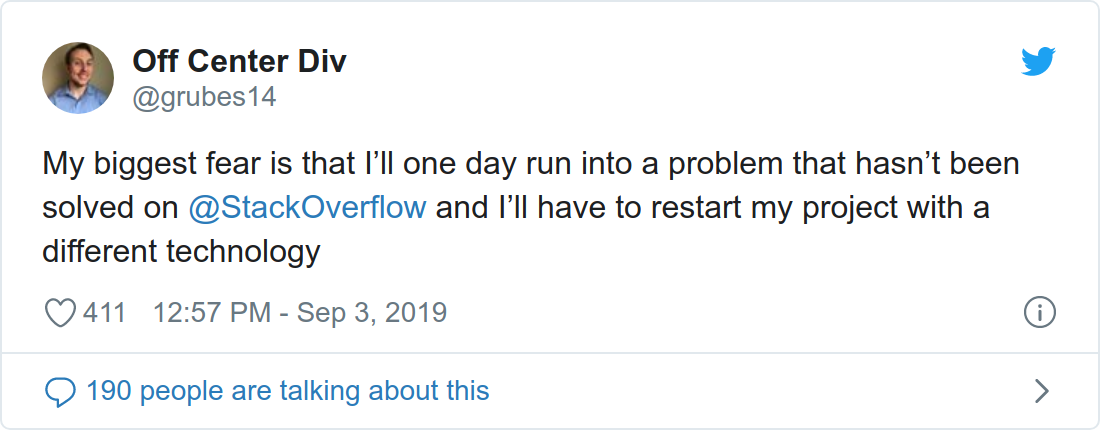 Off Center Div
@grubes14
My biggest fear is that I’ll one day run into a problem that hasn’t been
solved on @StackOverflow and I’ll have to restart my project with a
different technology
411 12:57 PM - Sep 3, 2019
190 people are talking about this